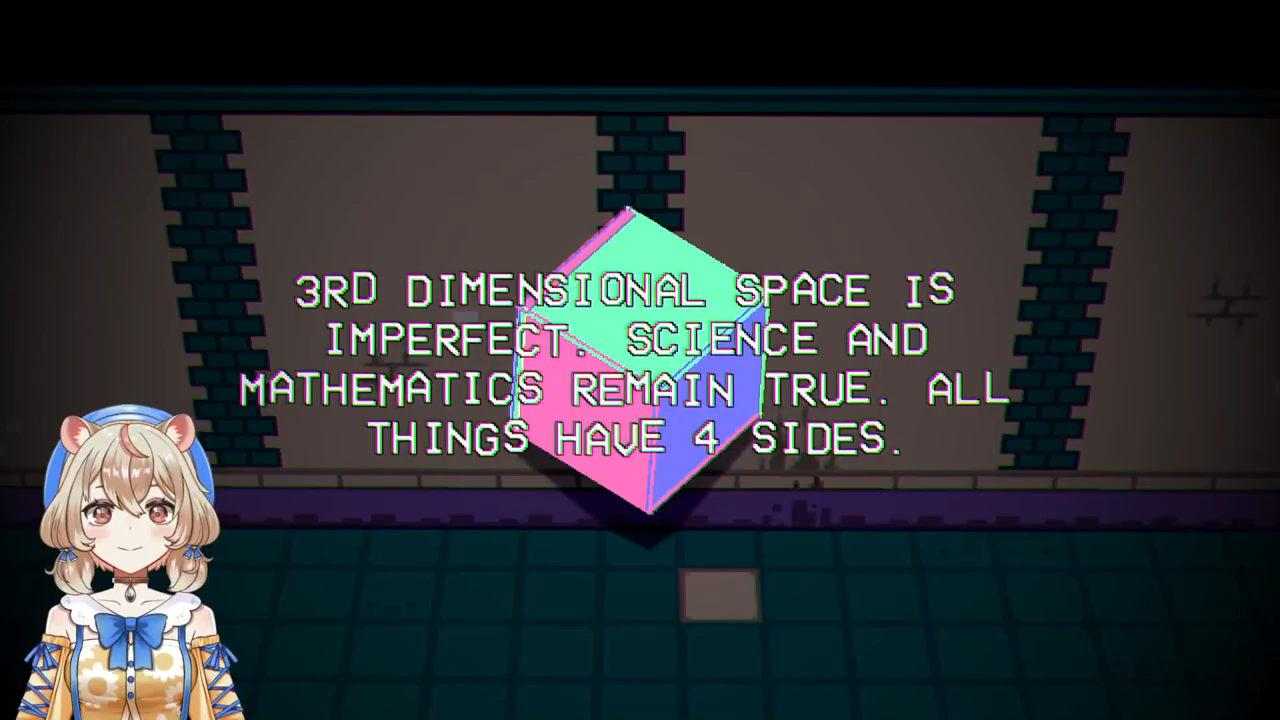 3RD DIMENSIONAL SPACE IS
IMPERFECT. SCIENCE AND
MATHEMATICS REMAIN TRUE. ALL
THINGS HAVE 4 SIDES.